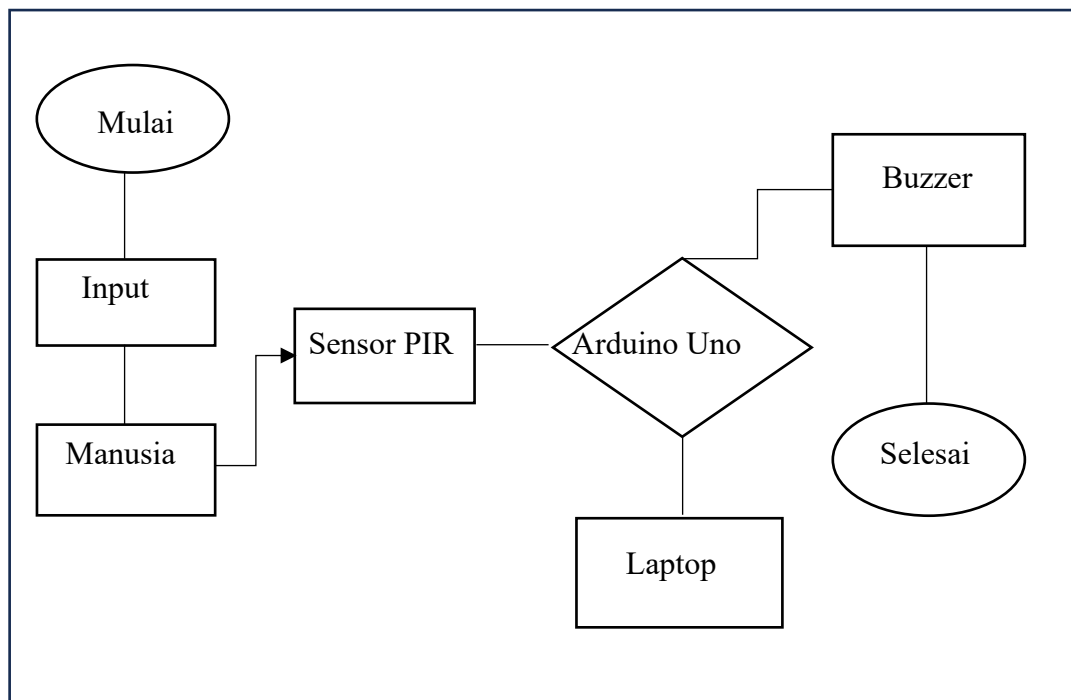 Mulai
Input
Manusia
Sensor PIR
Arduino Uno
Laptop
Buzzer
Selesai